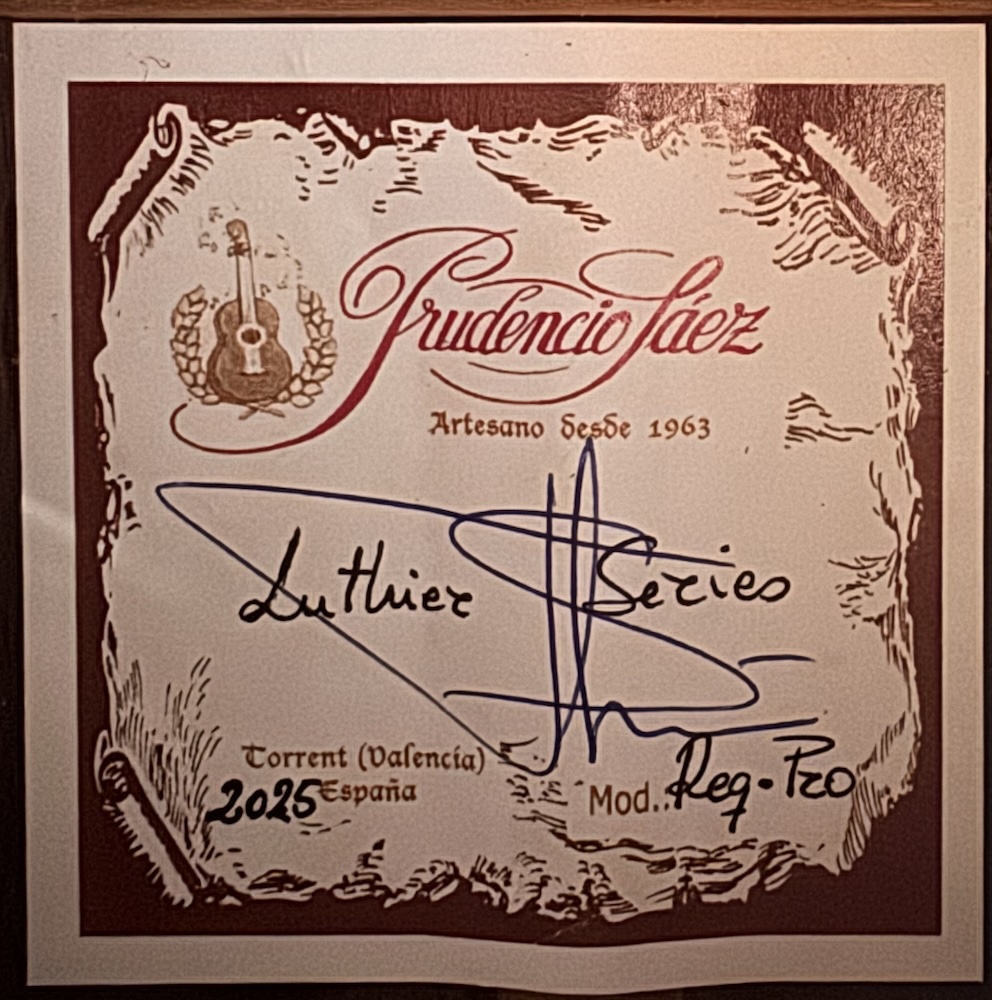 Prudencio Sáez
Artesano desde 1963
Luthier Series
Torrent (Valencia)
2025 España
Mod.. Reg-Pro